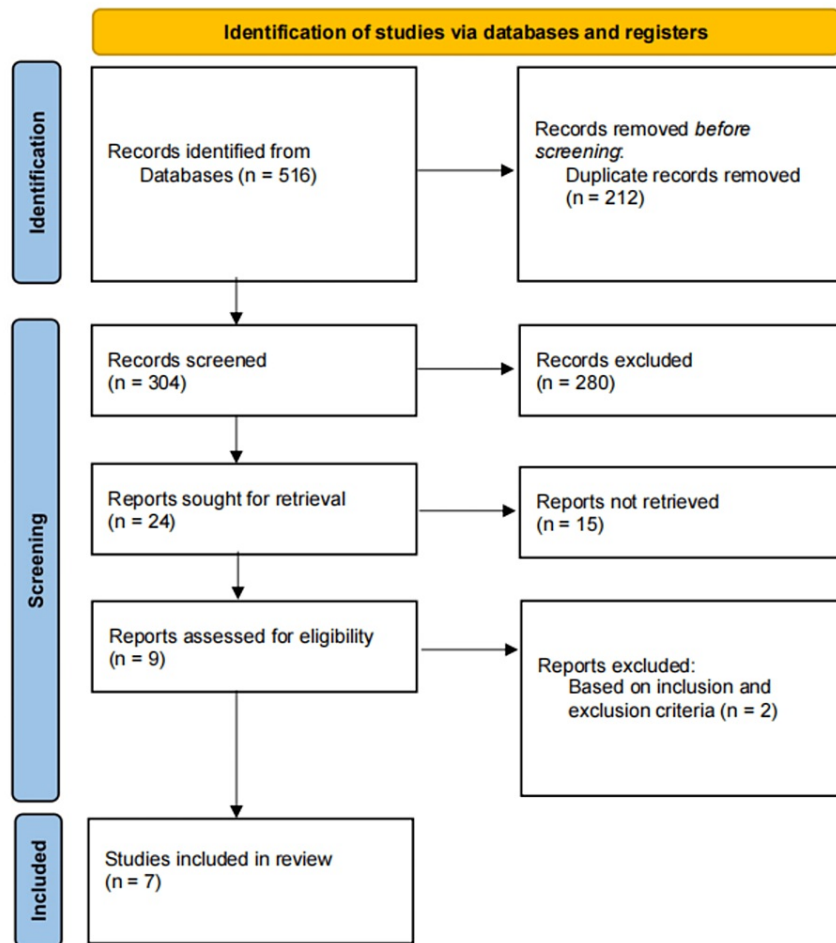 Identification of studies via databases and registers
Identification
Records identified from
Databases (n = 516)
Records removed before
screening:
Duplicate records removed
(n = 212)
Screening
Records screened
(n = 304)
Records excluded
(n = 280)
Reports sought for retrieval
(n = 24)
Reports not retrieved
(n = 15)
Reports assessed for eligibility
(n = 9)
Reports excluded:
Based on inclusion and
exclusion criteria (n = 2)
Included
Studies included in review
(n = 7)